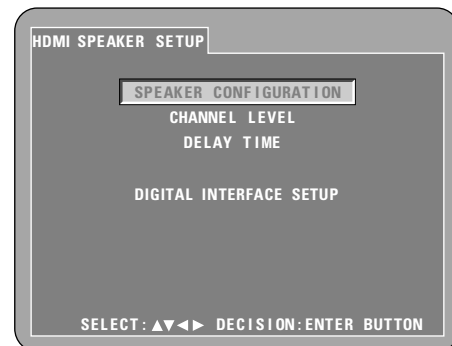 HDMI SPEAKER SETUP
SPEAKER CONFIGURATION
CHANNEL LEVEL
DELAY TIME
DIGITAL INTERFACE SETUP
SELECT:▲▼◀▶ DECISION:ENTER BUTTON